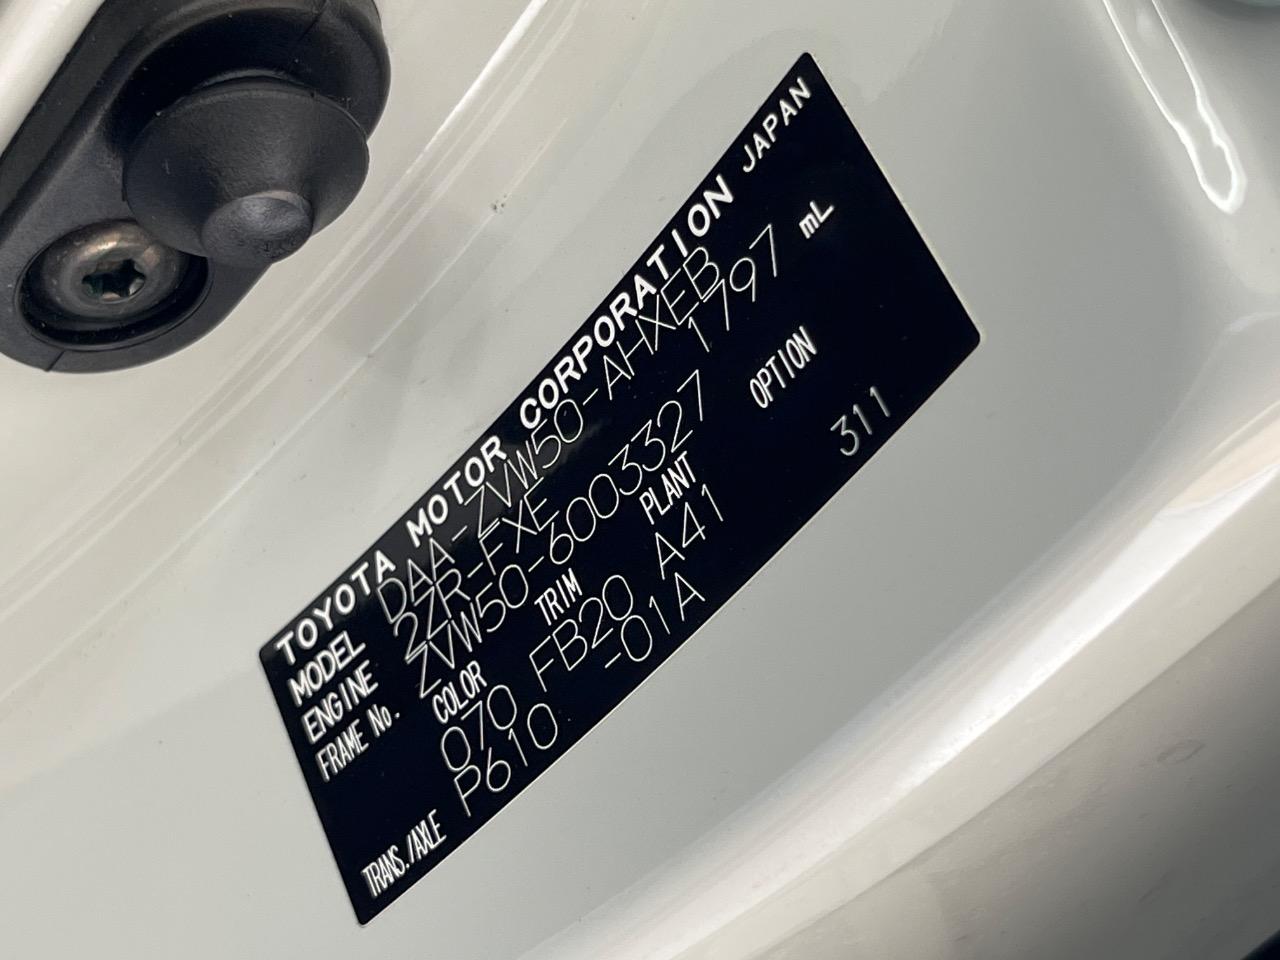 TOYOTA MOTOR CORPORATION JAPAN
MODEL DAA-ZVW50-AHXEB
ENGINE 2ZR-FXE 1797 mL
FRAME No. ZVW50-6003327
COLOR TRIM PLANT OPTION
070 FB20 A41 311
TRANS./AXLE P610 -01A